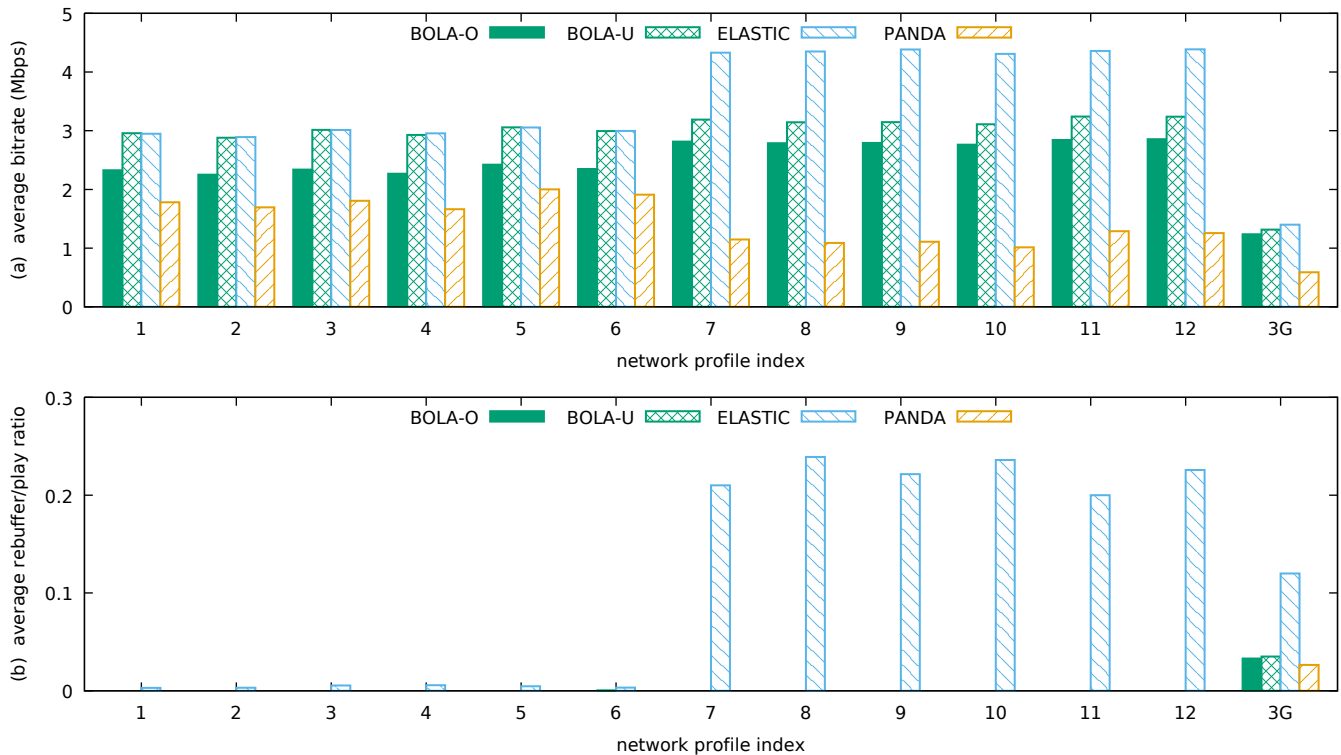 (a) average bitrate (Mbps)
5
4
3
2
1
0
BOLA-O BOLA-U ELASTIC PANDA
1 2 3 4 5 6 7 8 9 10 11 12 3G
network profile index
(b) average rebuffer/play ratio
0.3
0.2
0.1
0
BOLA-O BOLA-U ELASTIC PANDA
1 2 3 4 5 6 7 8 9 10 11 12 3G
network profile index